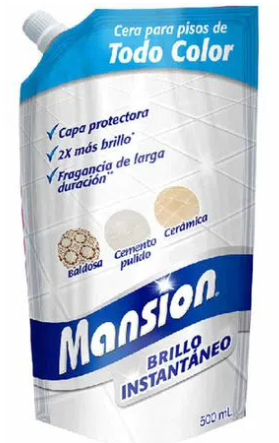 Cera para pisos de
Todo Color
Capa protectora
2X más brillo*
Fragancia de larga
duración**
Baldosa
Cemento
pulido
Cerámica
Mansion
BRILLO
INSTANTÁNEO
500 mL